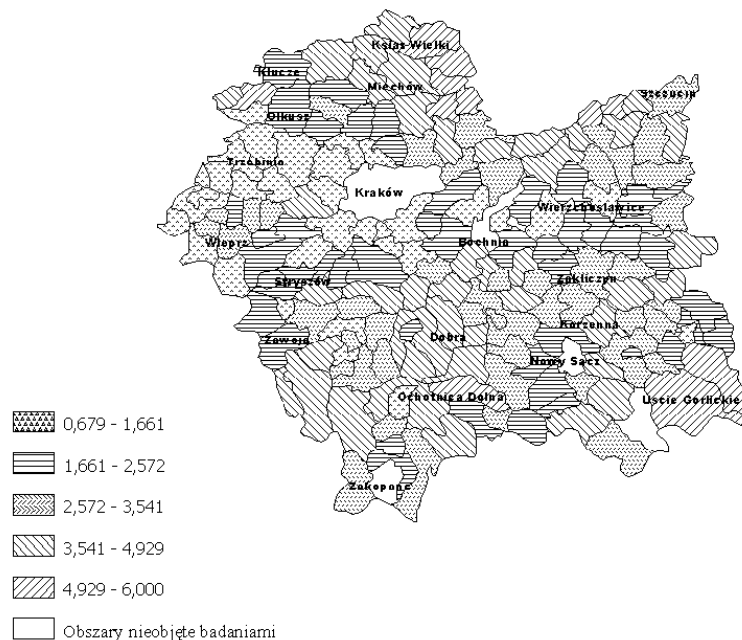 Książ Wielki
Klucze
Miechów
Szczucin
Olkusz
Trzebinia
Kraków
Wierzchosławice
Wieprz
Bochnia
Stryszów
Zakliczyn
Korzenna
Zawoja
Dobra
Nowy Sącz
Ochotnica Dolna
Uście Gorlickie
Zakopane
0,679 - 1,661
1,661 - 2,572
2,572 - 3,541
3,541 - 4,929
4,929 - 6,000
Obszary nieobjęte badaniami